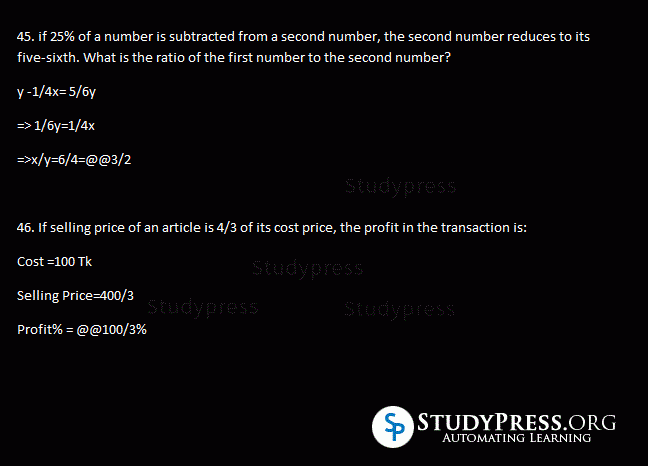 45. if 25% of a number is subtracted from a second number, the second number reduces to its
five-sixth. What is the ratio of the first number to the second number?
y -1/4x= 5/6y
=> 1/6y=1/4x
=>x/y=6/4=@@3/2
Studypress
46. If selling price of an article is 4/3 of its cost price, the profit in the transaction is:
Cost =100 Tk
Studypress
Selling Price=400/3
Studypress
Studypress
Profit% = @@100/3%
SP
STUDYPRESS.ORG
AUTOMATING LEARNING